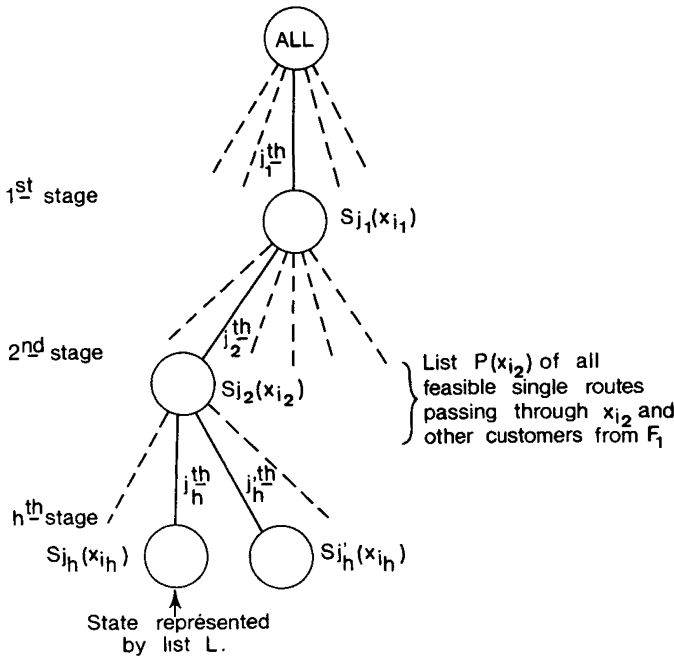 ALL
j₁th
1st stage
Sj₁(xi₁)
j₂th
2nd stage
Sj₂(xi₂)
List P(xi₂) of all
feasible single routes
passing through xi₂ and
other customers from F₁
jhth
j'hth
hth stage
Sjh(xih)
Sj'h(xih)
State represented
by list L.